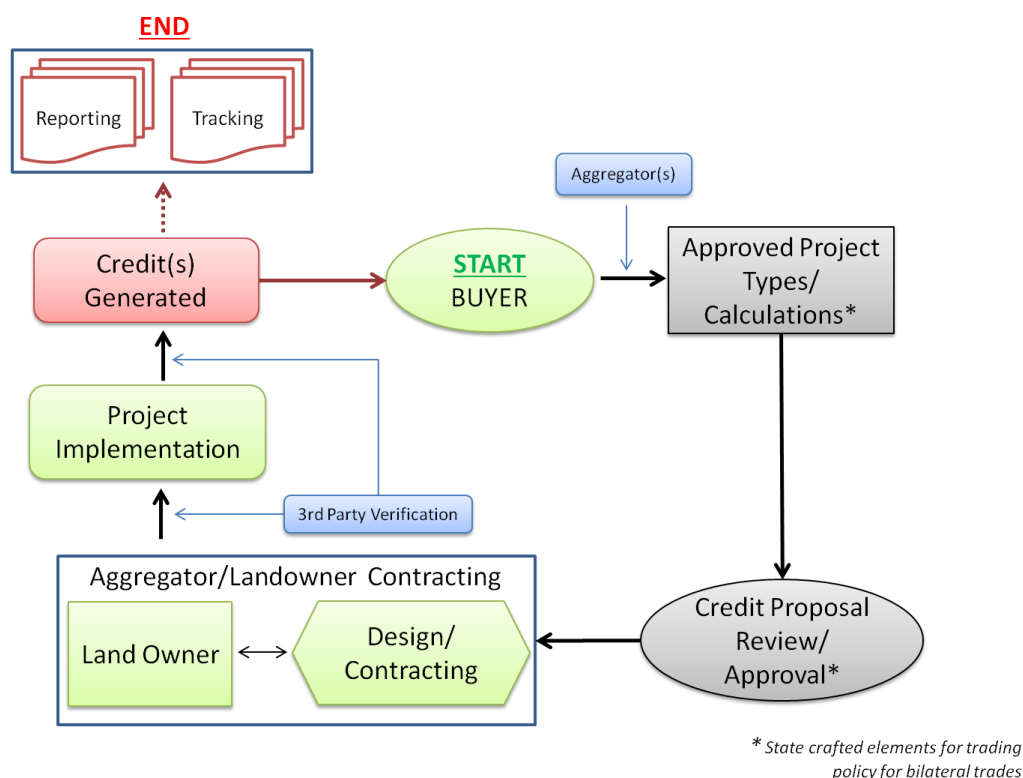 END
Reporting
Tracking
Aggregator(s)
Credit(s)
Generated
START
BUYER
Approved Project
Types/
Calculations*
Project
Implementation
3rd Party Verification
Aggregator/Landowner Contracting
Land Owner
Design/
Contracting
Credit Proposal
Review/
Approval*
* State crafted elements for trading
policy for bilateral trades